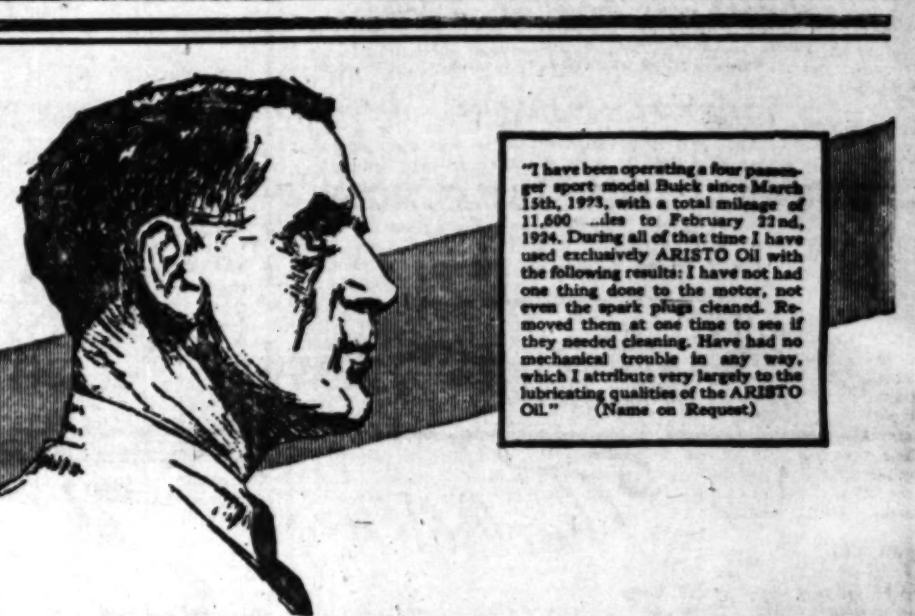 "I have been operating a four passen-
ger sport model Buick since March
15th, 1923, with a total mileage of
11,600 to February 22nd,
1924. During all of that time I have
used exclusively ARISTO Oil with
the following results: I have not had
one thing done to the motor, not
even the spark plugs cleaned. Re-
moved them at one time to see if
they needed cleaning. Have had no
mechanical trouble in any way,
which I attribute very largely to the
lubricating qualities of the ARISTO
Oil." (Name on Request)